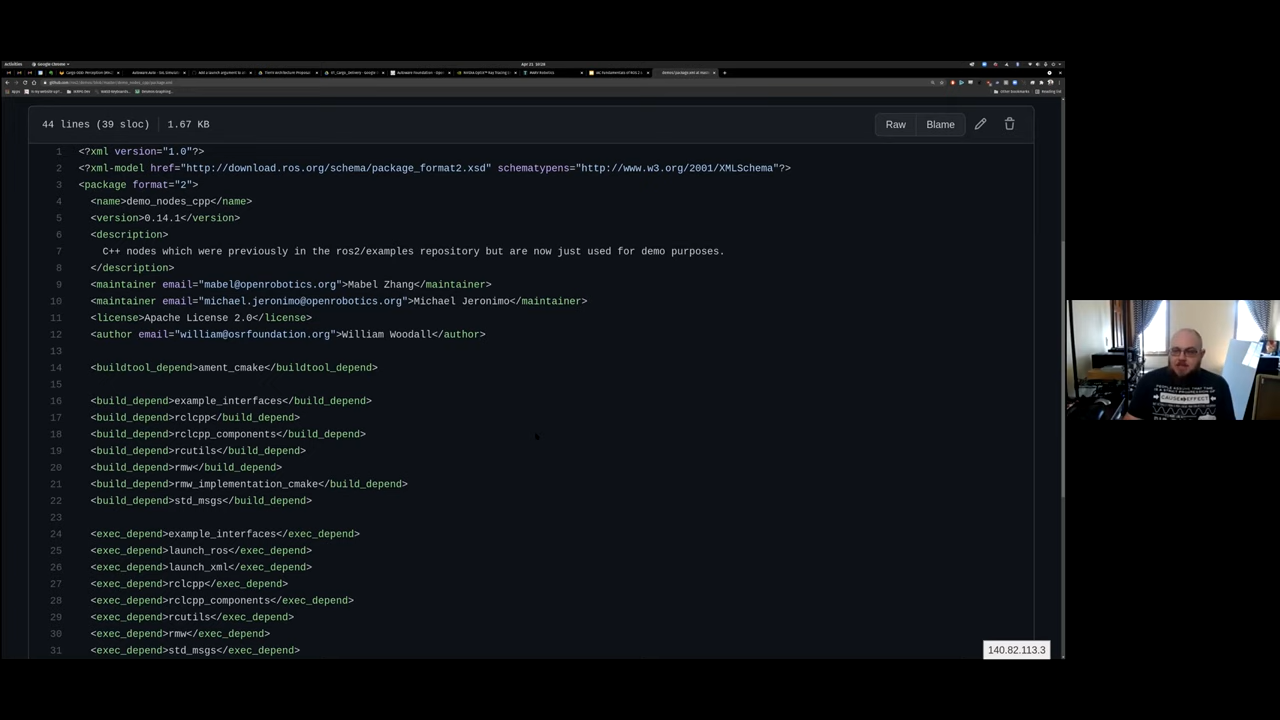 Activities
Google Chrome
Apr 21 10:26
44 lines (39 sloc) 1.67 KB
Raw Blame
1 <?xml version="1.0"?>
2 <?xml-model href="http://download.ros.org/schema/package_format2.xsd" schematypens="http://www.w3.org/2001/XMLSchema"?>
3 <package format="2">
4 <name>demo_nodes_cpp</name>
5 <version>0.14.1</version>
6 <description>
7 C++ nodes which were previously in the ros2/examples repository but are now just used for demo purposes.
8 </description>
9 <maintainer email="mabel@openrobotics.org">Mabel Zhang</maintainer>
10 <maintainer email="michael.jeronimo@openrobotics.org">Michael Jeronimo</maintainer>
11 <license>Apache License 2.0</license>
12 <author email="william@osrfoundation.org">William Woodall</author>
13
14 <buildtool_depend>ament_cmake</buildtool_depend>
15
16 <build_depend>example_interfaces</build_depend>
17 <build_depend>rclcpp</build_depend>
18 <build_depend>rclcpp_components</build_depend>
19 <build_depend>rcutils</build_depend>
20 <build_depend>rmw</build_depend>
21 <build_depend>rmw_implementation_cmake</build_depend>
22 <build_depend>std_msgs</build_depend>
23
24 <exec_depend>example_interfaces</exec_depend>
25 <exec_depend>launch_ros</exec_depend>
26 <exec_depend>launch_xml</exec_depend>
27 <exec_depend>rclcpp</exec_depend>
28 <exec_depend>rclcpp_components</exec_depend>
29 <exec_depend>rcutils</exec_depend>
30 <exec_depend>rmw</exec_depend>
31 <exec_depend>std_msgs</exec_depend>
140.82.113.3
CAUSE EFFECT